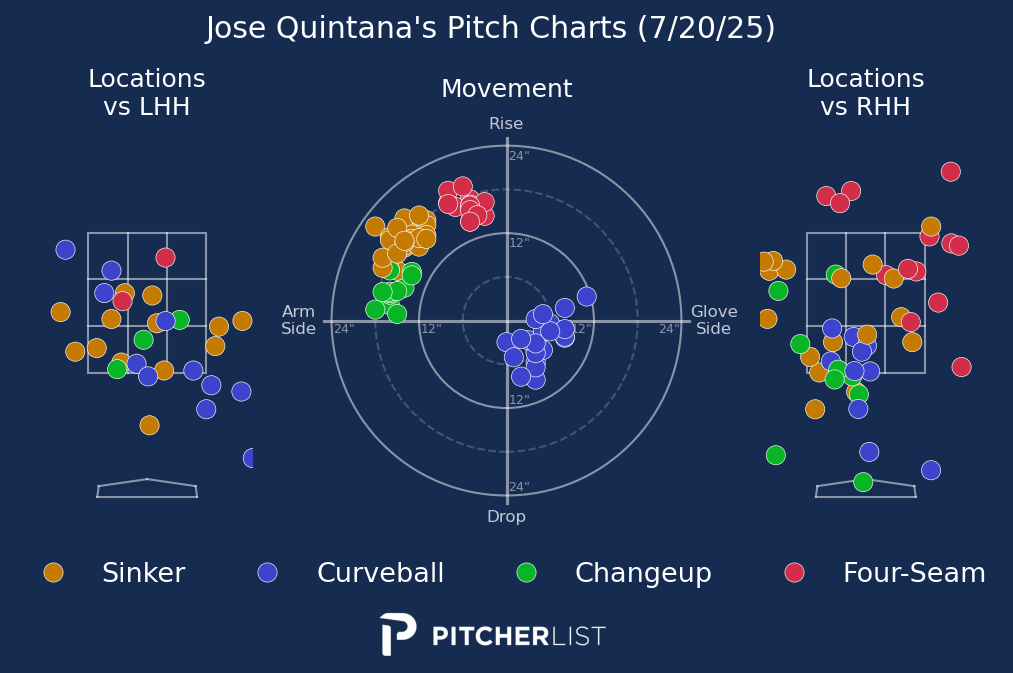 Jose Quintana's Pitch Charts (7/20/25)
Locations
vs LHH
Movement
Locations
vs RHH
Rise
24"
12"
Arm
Side
24"
12"
12"
24"
Glove
Side
12"
24"
Drop
Sinker
Curveball
Changeup
Four-Seam
PITCHERLIST